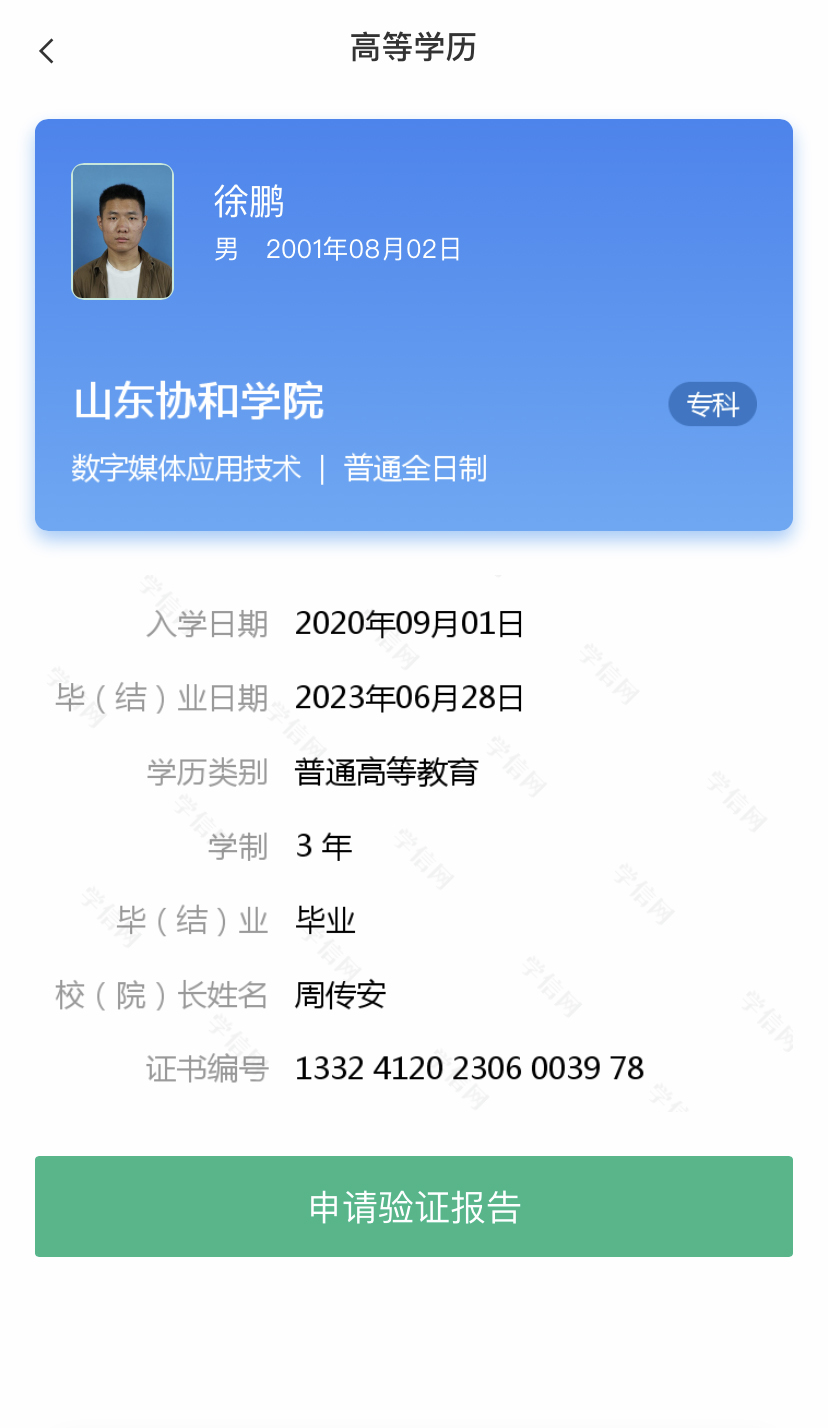 高等学历
徐鹏
男 2001年08月02日
山东协和学院
专科
数字媒体应用技术 | 普通全日制
入学日期 2020年09月01日
毕（结）业日期 2023年06月28日
学历类别 普通高等教育
学制 3 年
毕（结）业 毕业
校（院）长姓名 周传安
证书编号 1332 4120 2306 0039 78
申请验证报告
学信网